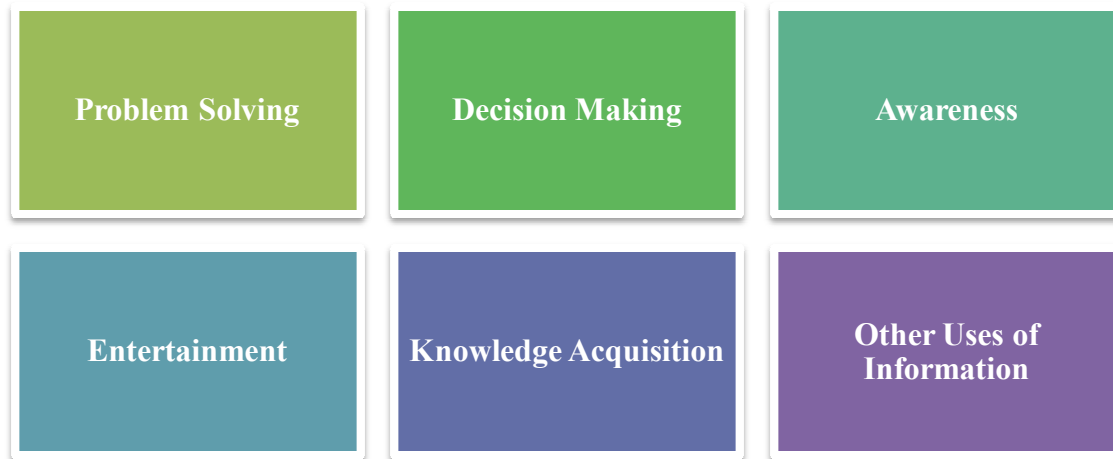 Problem Solving
Decision Making
Awareness
Entertainment
Knowledge Acquisition
Other Uses of
Information